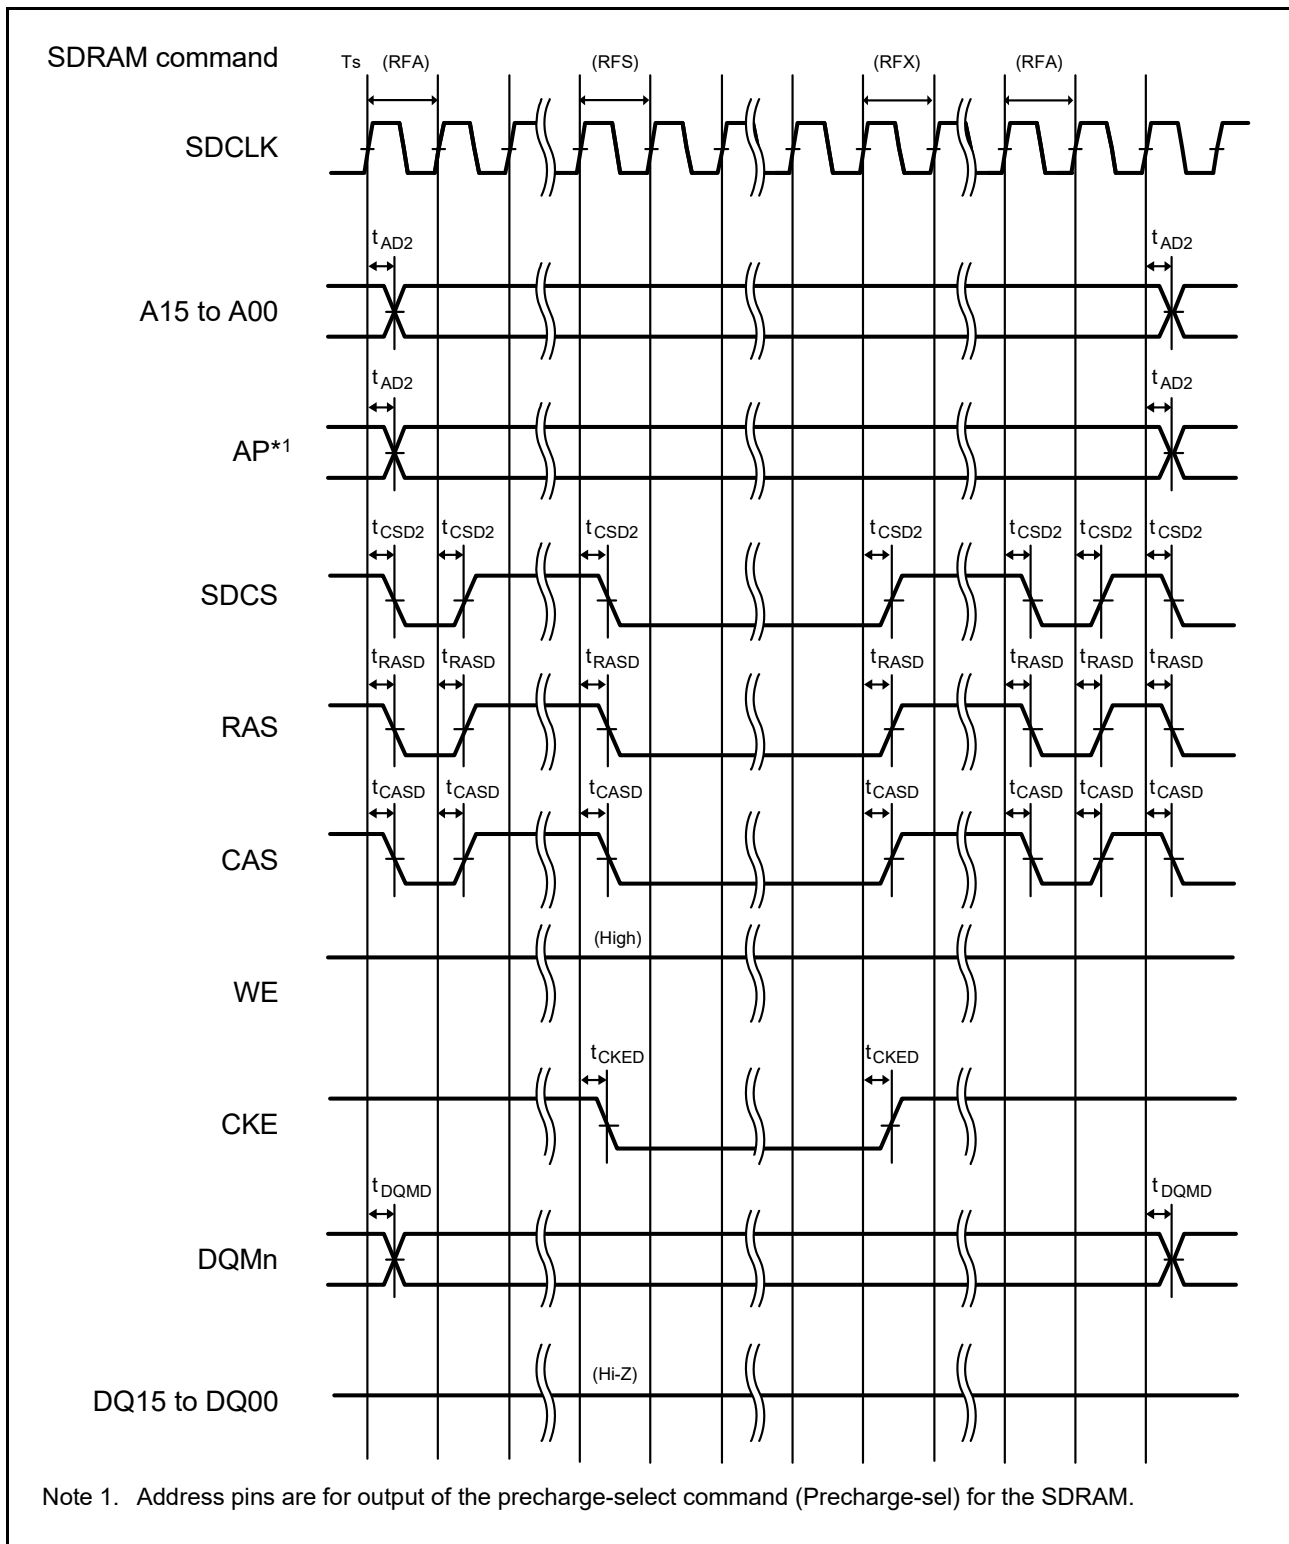 SDRAM command Ts (RFA) (RFS) (RFX) (RFA)
SDCLK
tAD2 tAD2
A15 to A00
tAD2 tAD2
AP*1
tCSD2 tCSD2 tCSD2 tCSD2 tCSD2 tCSD2 tCSD2
SDCS
tRASD tRASD tRASD tRASD tRASD tRASD tRASD
RAS
tCASD tCASD tCASD tCASD tCASD tCASD tCASD
CAS
(High)
WE
tCKED tCKED
CKE
tDQMD tDQMD
DQMn
(Hi-Z)
DQ15 to DQ00
Note 1. Address pins are for output of the precharge-select command (Precharge-sel) for the SDRAM.